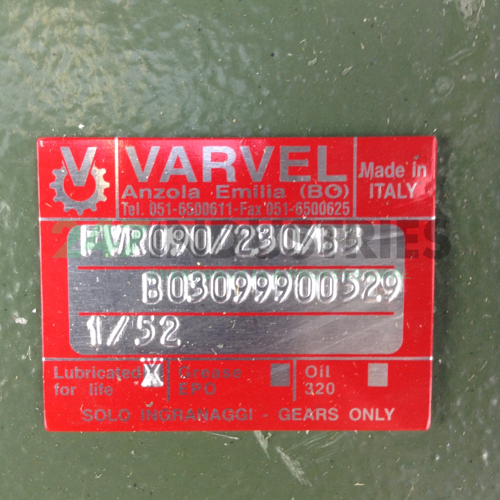 V VARVEL
Anzola Emilia (BO)
Tel. 051-6500611-Fax 051-6500625
Made in
ITALY
FVR090/230/B3
B03099900529
1/52
Lubricated X
for life
Grease
EPO
Oil
320
SOLO INGRANAGGI - GEARS ONLY